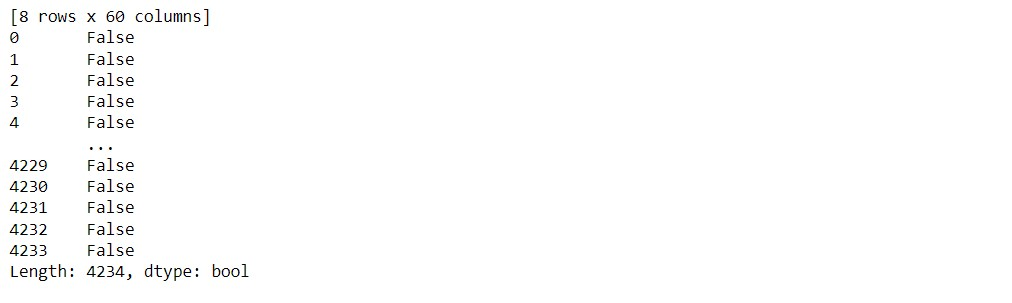 [8 rows x 60 columns]
0       False
1       False
2       False
3       False
4       False
        ...
4229    False
4230    False
4231    False
4232    False
4233    False
Length: 4234, dtype: bool